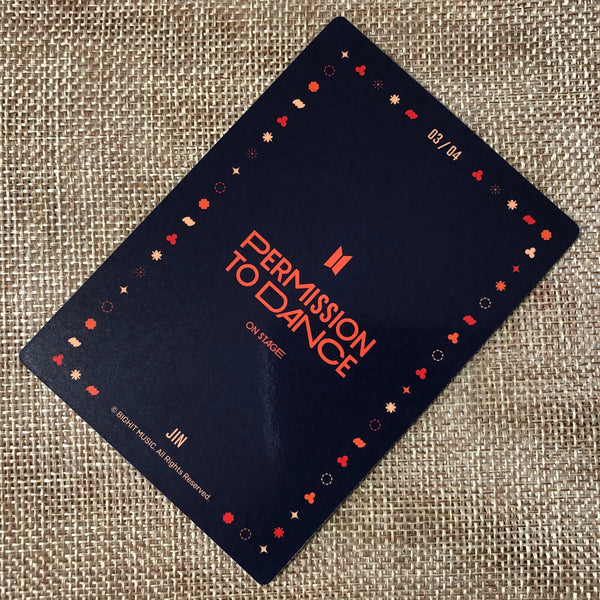 03/04
PERMISSION
TO DANCE
ON STAGE
JIN
© BIGHIT MUSIC. All Rights Reserved